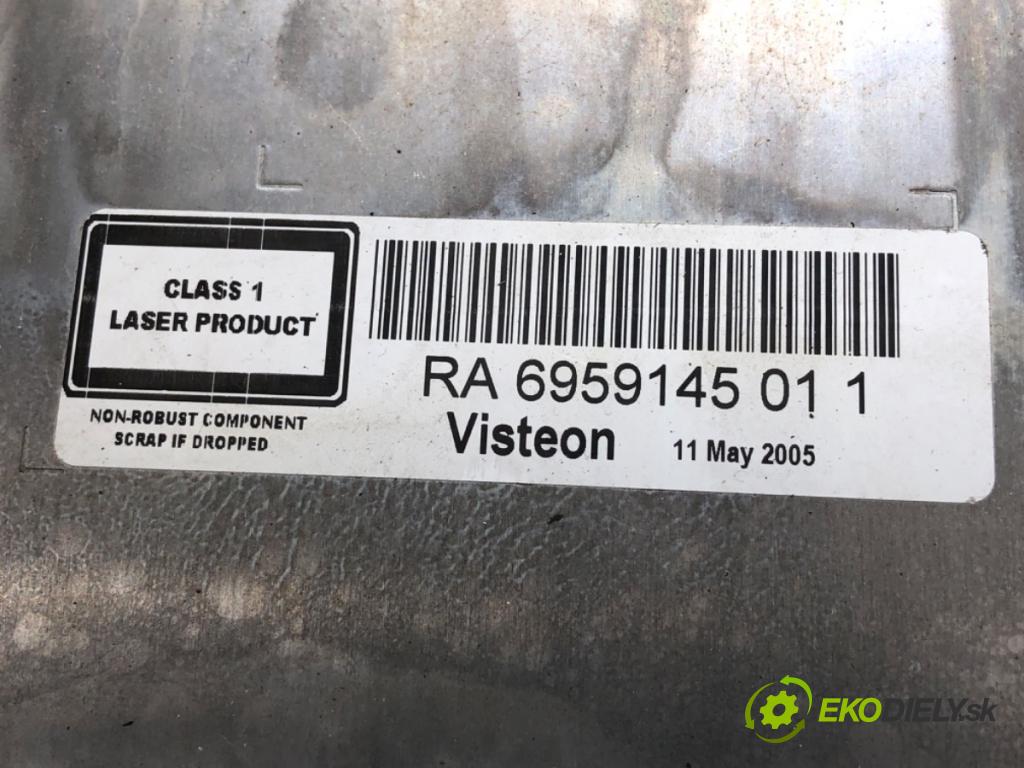 CLASS 1
LASER PRODUCT
NON-ROBUST COMPONENT
SCRAP IF DROPPED
RA 6959145 01 1
Visteon 11 May 2005
EKODIELY.sk